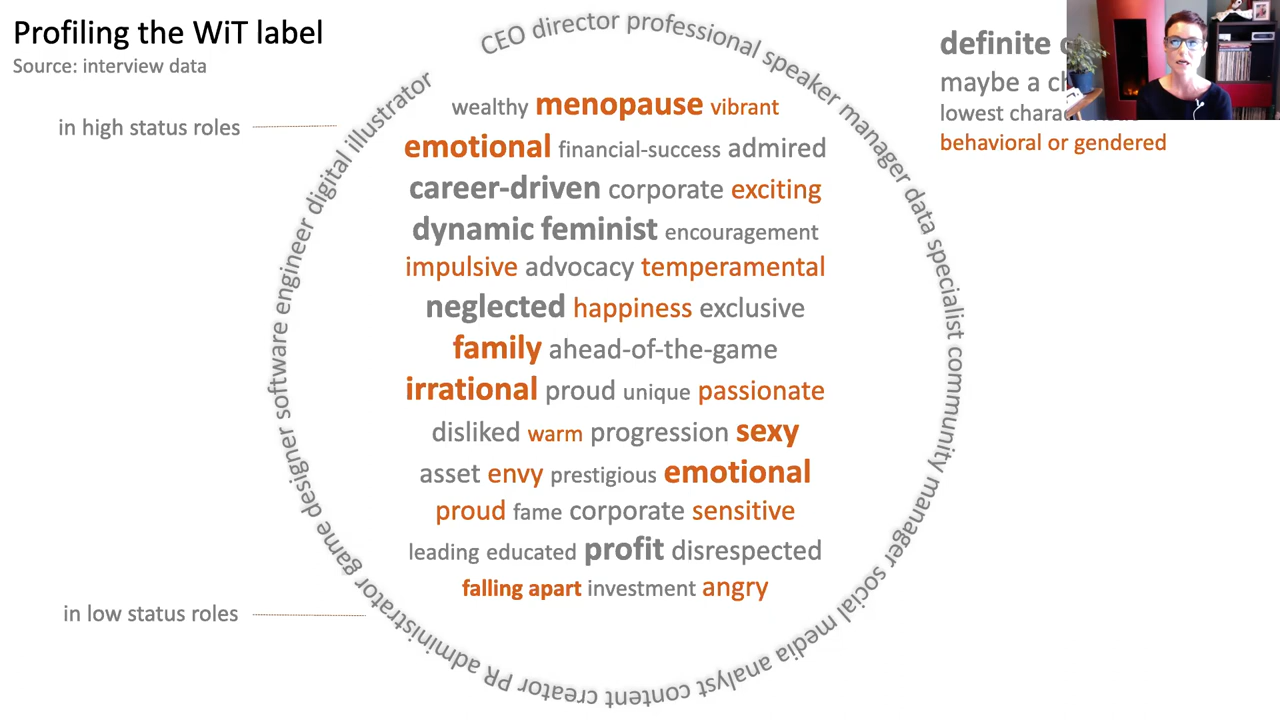 Profiling the WiT label
Source: interview data
in high status roles
in low status roles
CEO director professional speaker manager data specialist community manager social media analyst content creator PR administrator game designer software engineer digital illustrator
wealthy menopause vibrant
emotional financial-success admired
career-driven corporate exciting
dynamic feminist encouragement
impulsive advocacy temperamental
neglected happiness exclusive
family ahead-of-the-game
irrational proud unique passionate
disliked warm progression sexy
asset envy prestigious emotional
proud fame corporate sensitive
leading educated profit disrespected
falling apart investment angry
definite
maybe a
lowest
behavioral or gendered